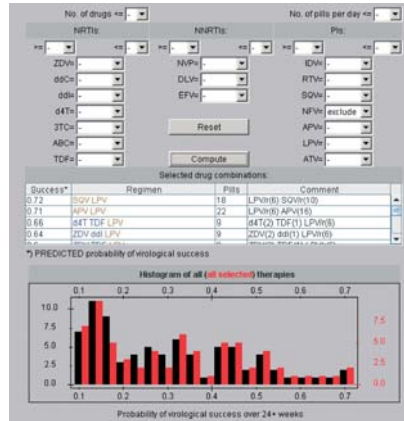 No. of drugs <= - No. of pills per day <= -
NRTIs: NNRTIs: PIs:
>= - <= - >= - <= - >= - <= -
ZDV= - NVP= - IDV= -
ddC= - DLV= - RTV= -
ddI= - EFV= - SQV= -
d4T= - NFV= exclude
3TC= - Reset APV= -
ABC= - LPV= -
TDF= - Compute ATV= -
Selected drug combinations:
Success* Regimen Pills Comment
0.72 SQV LPV 18 LPV/r(6) SQV/r(10)
0.71 APV LPV 22 LPV/r(6) APV(16)
0.66 d4T TDF LPV 9 d4T(2) TDF(1) LPV/r(6)
0.64 ZDV ddI LPV 9 ZDV(2) ddI(1) LPV/r(6)
*) PREDICTED probability of virological success
Histogram of all (all selected) therapies
0.1 0.2 0.3 0.4 0.5 0.6 0.7
10.0
7.5 7.5
5.0 5.0
2.5 2.5
0.0 0.0
0.1 0.2 0.3 0.4 0.5 0.6 0.7
Probability of virological success over 24+ weeks